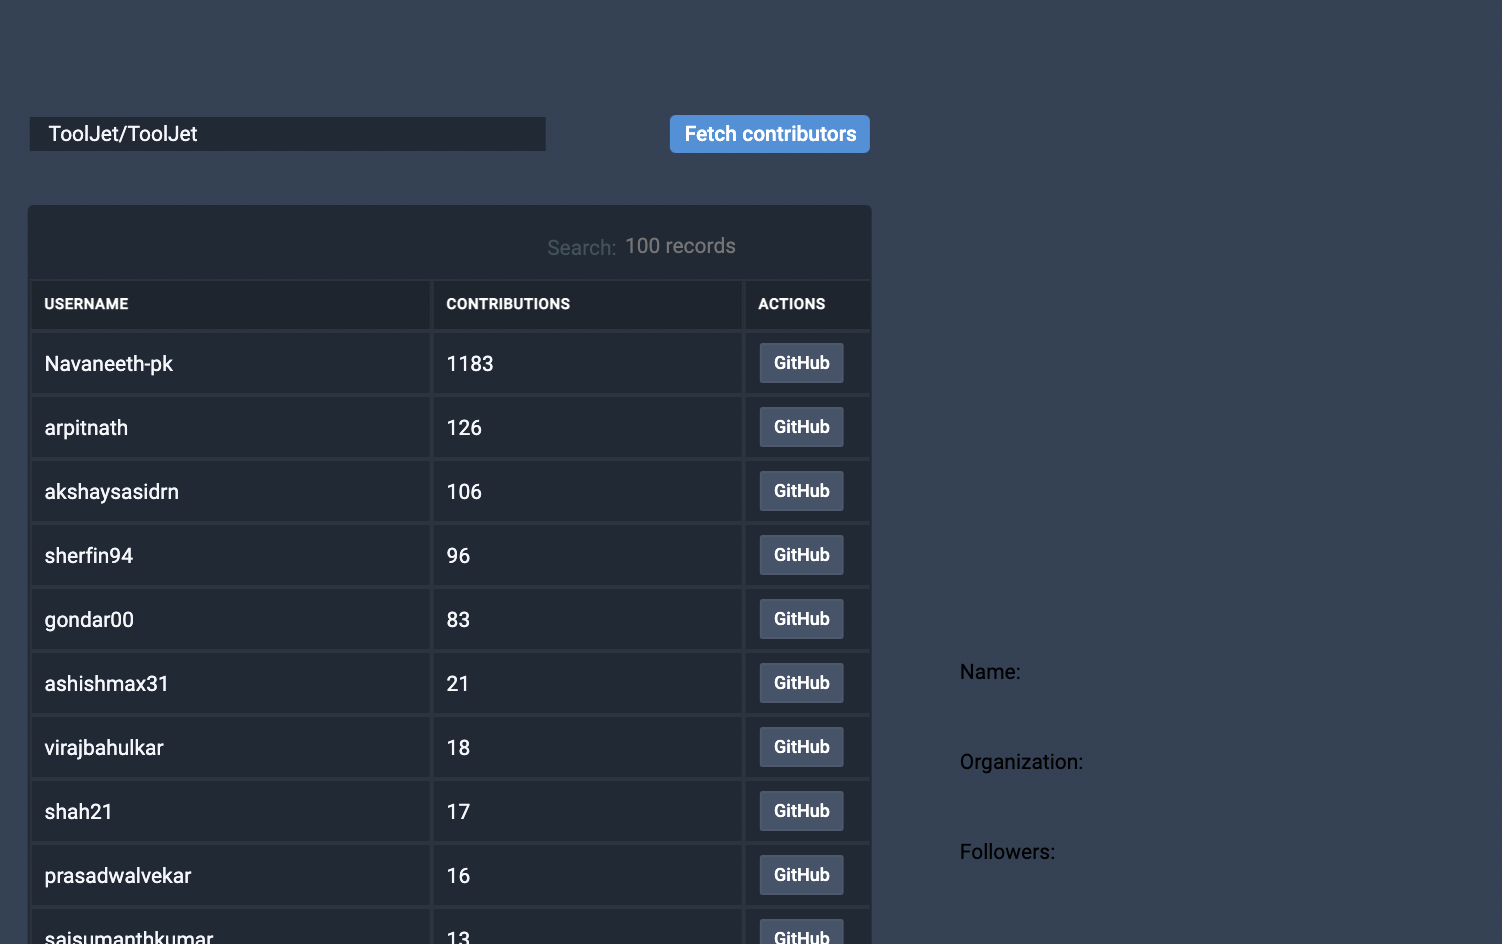 ToolJet/ToolJet Fetch contributors
Search: 100 records
USERNAME CONTRIBUTIONS ACTIONS
Navaneeth-pk 1183 GitHub
arpitnath 126 GitHub
akshaysasidrn 106 GitHub
sherfin94 96 GitHub
gondar00 83 GitHub
ashishmax31 21 GitHub
virajbahulkar 18 GitHub
shah21 17 GitHub
prasadwalvekar 16 GitHub
saisumanthkumar 13 GitHub
Name:
Organization:
Followers: